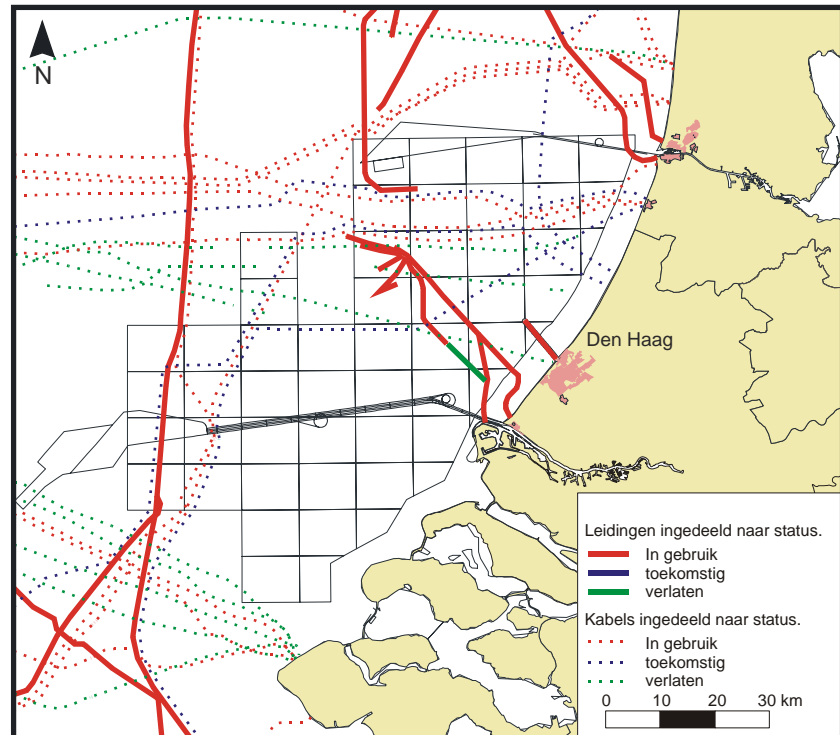 N
Den Haag
Leidingen ingedeeld naar status.
In gebruik
toekomstig
verlaten
Kabels ingedeeld naar status.
In gebruik
toekomstig
verlaten
0 10 20 30 km